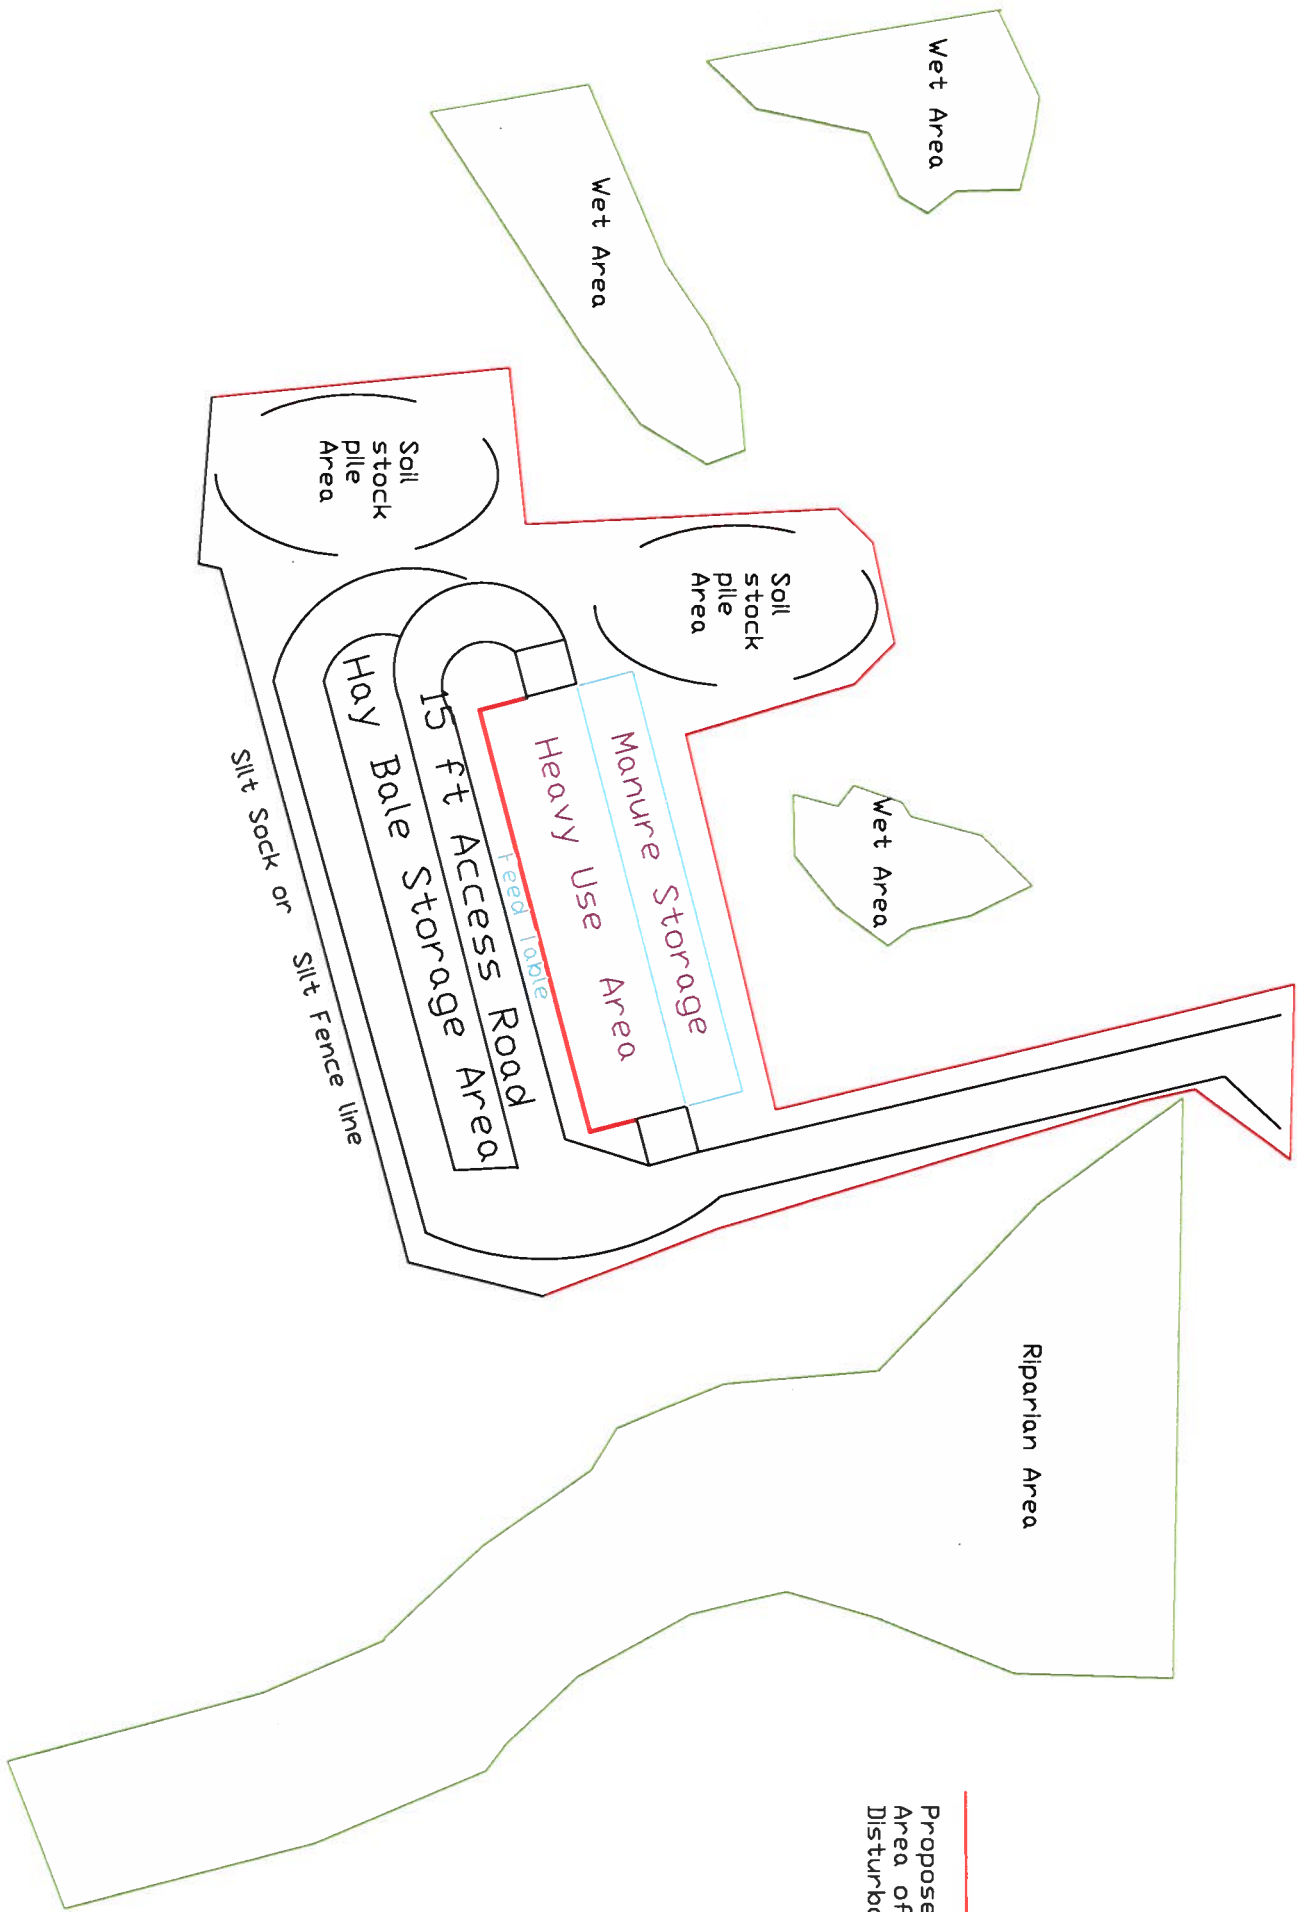 Wet Area
Wet Area
Soil
stock
pile
Area
Soil
stock
pile
Area
Wet Area
Manure Storage
Heavy Use Area
Feed Table
15 ft Access Road
Hay Bale Storage Area
Silt Sock or Silt Fence line
Riparian Area
Propose
Area of
Disturba